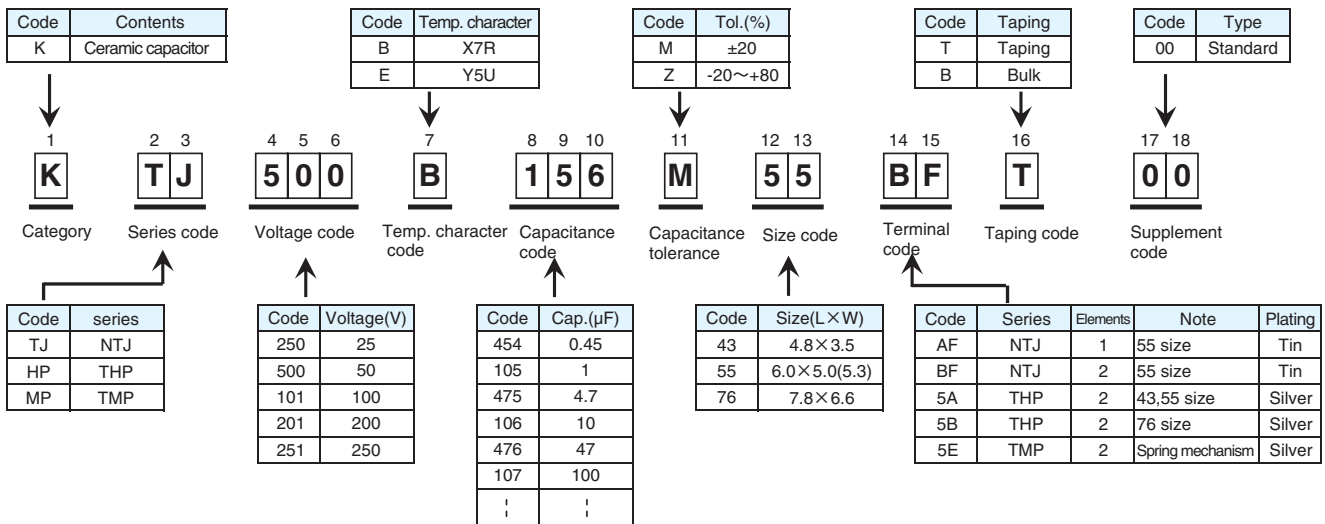 Code Contents
K Ceramic capacitor
Code Temp. character
B X7R
E Y5U
Code Tol.(%)
M ±20
Z -20～+80
Code Taping
T Taping
B Bulk
Code Type
00 Standard
1 2 3 4 5 6 7 8 9 10 11 12 13 14 15 16 17 18
K T J 5 0 0 B 1 5 6 M 5 5 B F T 0 0
Category
Series code
Voltage code
Temp. character
code
Capacitance
code
Capacitance
tolerance
Size code
Terminal
code
Taping code
Supplement
code
Code series
TJ NTJ
HP THP
MP TMP
Code Voltage(V)
250 25
500 50
101 100
201 200
251 250
Code Cap.(μF)
454 0.45
105 1
475 4.7
106 10
476 47
107 100
Code Size(L×W)
43 4.8×3.5
55 6.0×5.0(5.3)
76 7.8×6.6
Code Series Elements Note Plating
AF NTJ 1 55 size Tin
BF NTJ 2 55 size Tin
5A THP 2 43,55 size Silver
5B THP 2 76 size Silver
5E TMP 2 Spring mechanism Silver